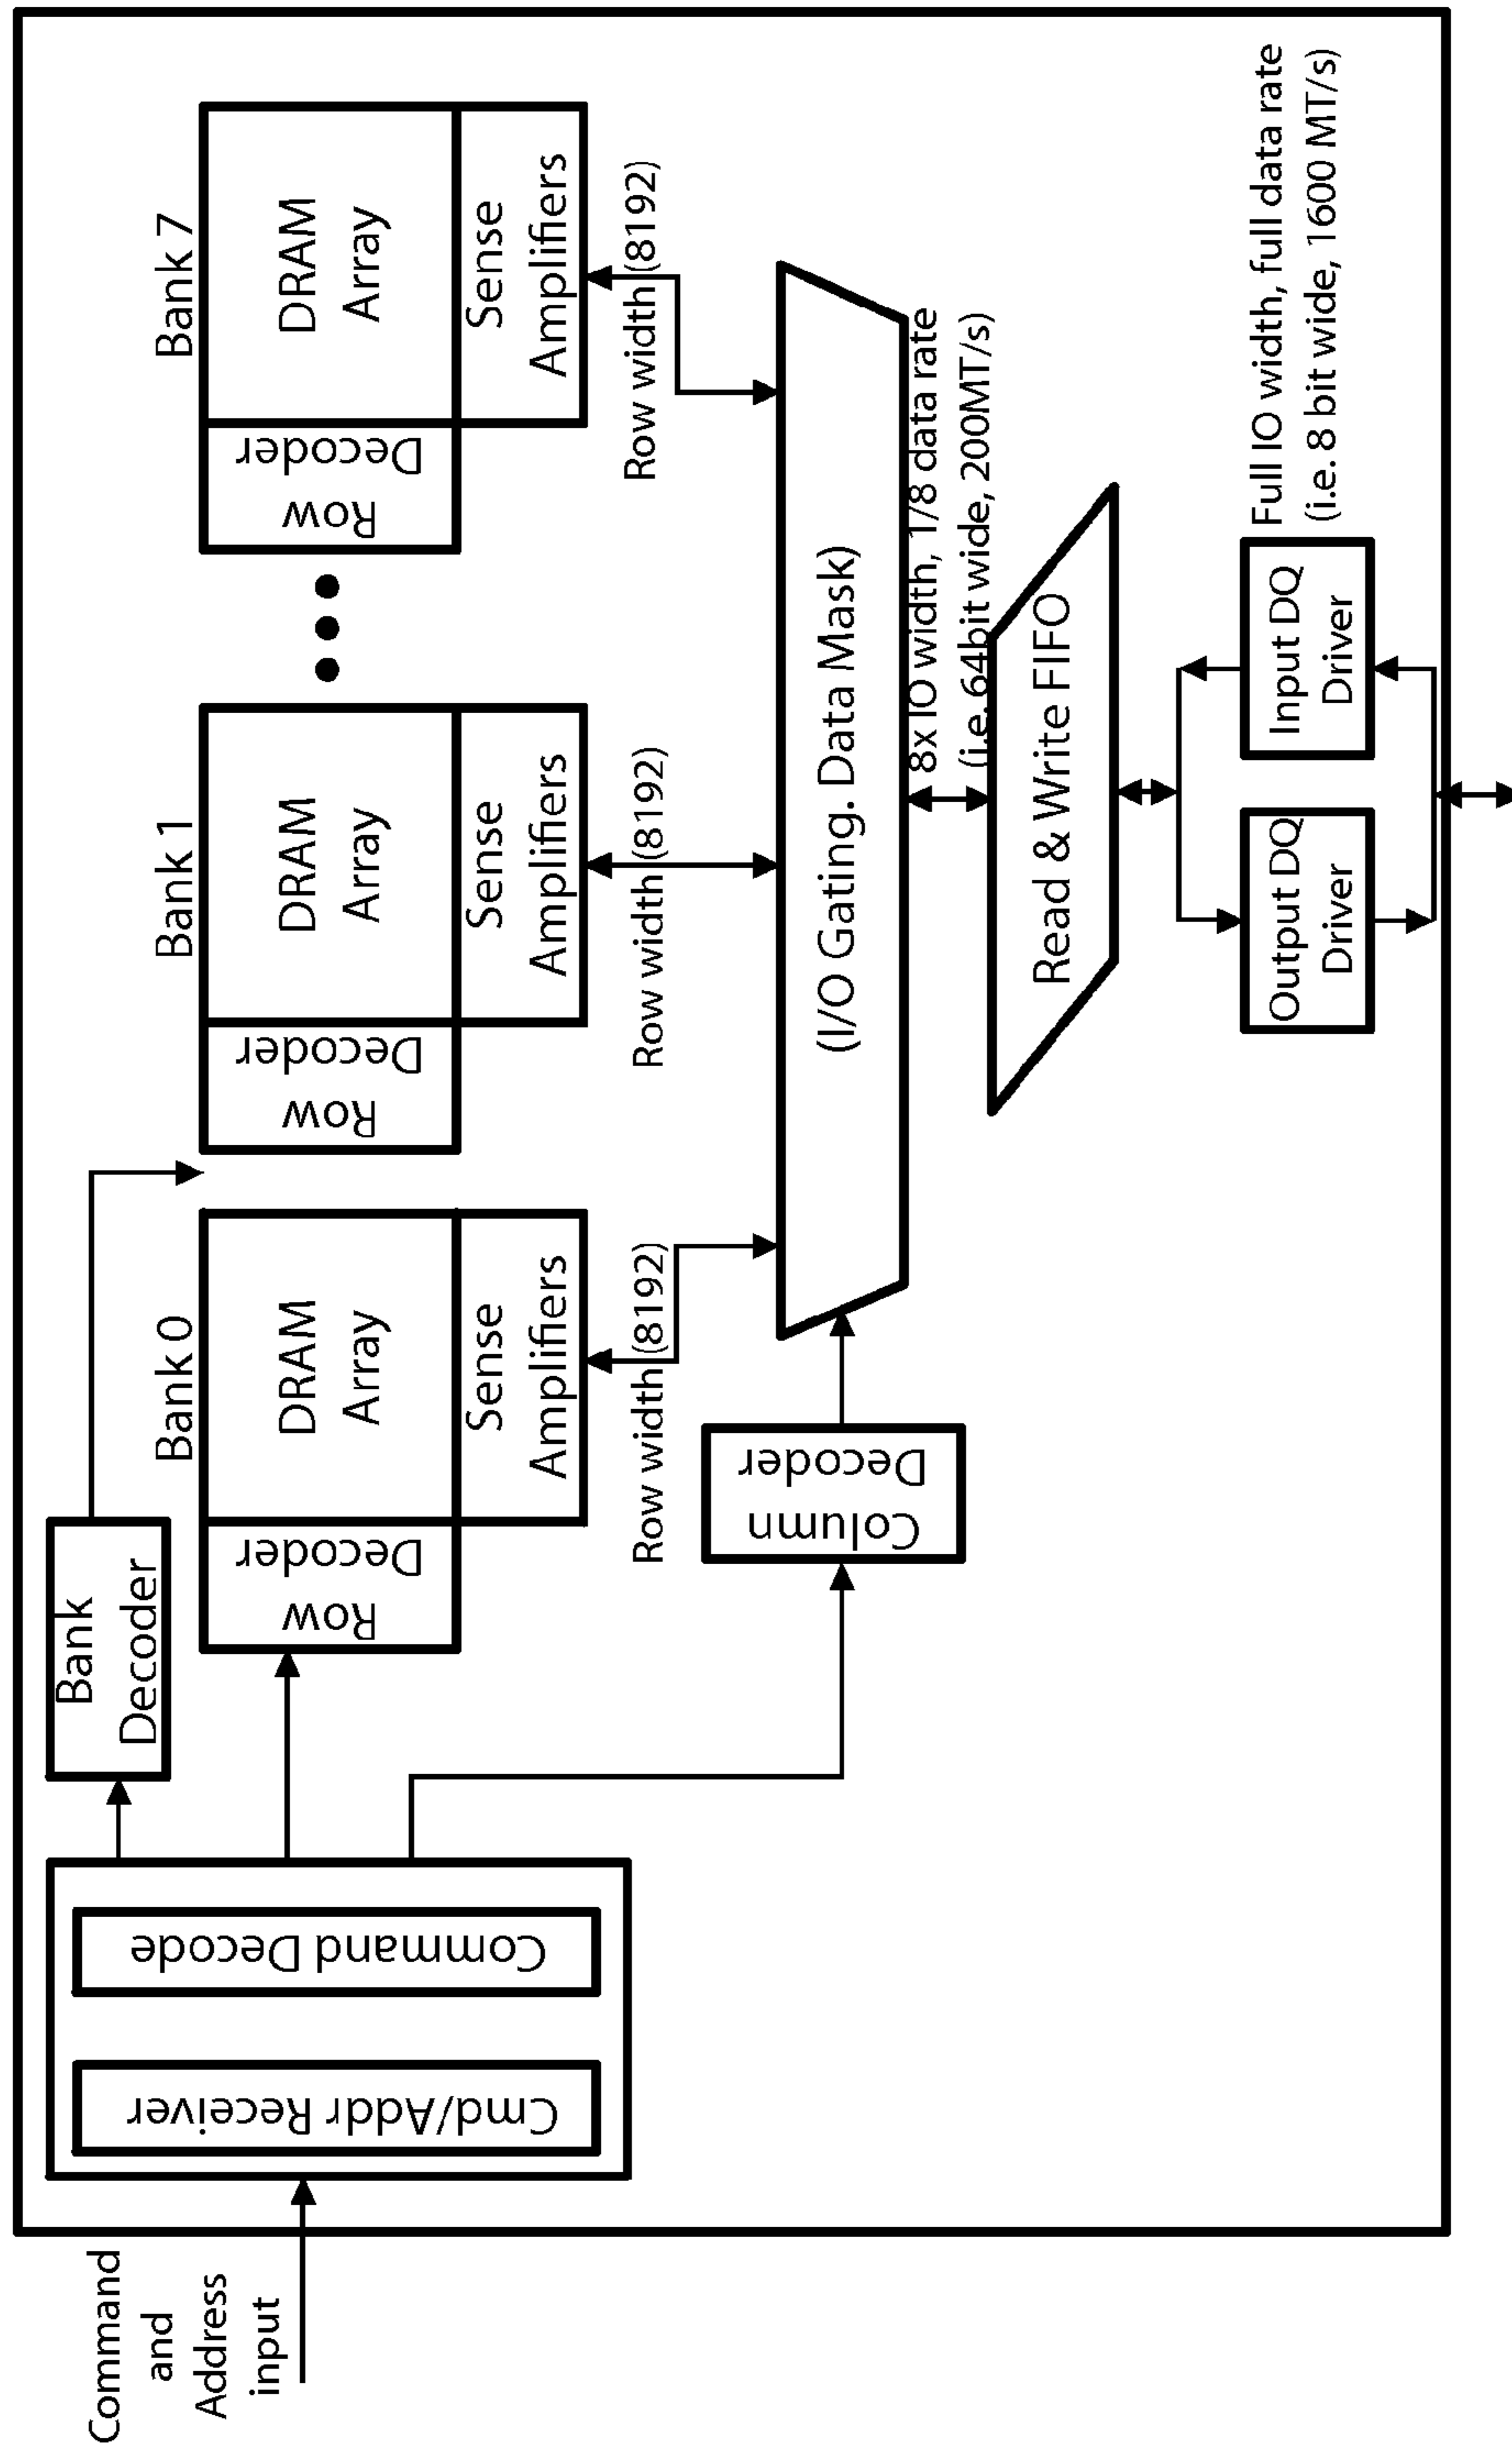 Command
and
Address
input
Cmd/Addr Receiver
Command Decode
Bank
Decoder
Bank 0
Row
Decoder
DRAM
Array
Sense
Amplifiers
Row width (8192)
Bank 1
Row
Decoder
DRAM
Array
Sense
Amplifiers
Row width (8192)
Bank 7
Row
Decoder
DRAM
Array
Sense
Amplifiers
Row width (8192)
Column
Decoder
(I/O Gating. Data Mask)
8x IO width, 1/8 data rate
(i.e. 64bit wide, 200MT/s)
Read & Write FIFO
Output DQ
Driver
Input DQ
Driver
Full IO width, full data rate
(i.e. 8 bit wide, 1600 MT/s)